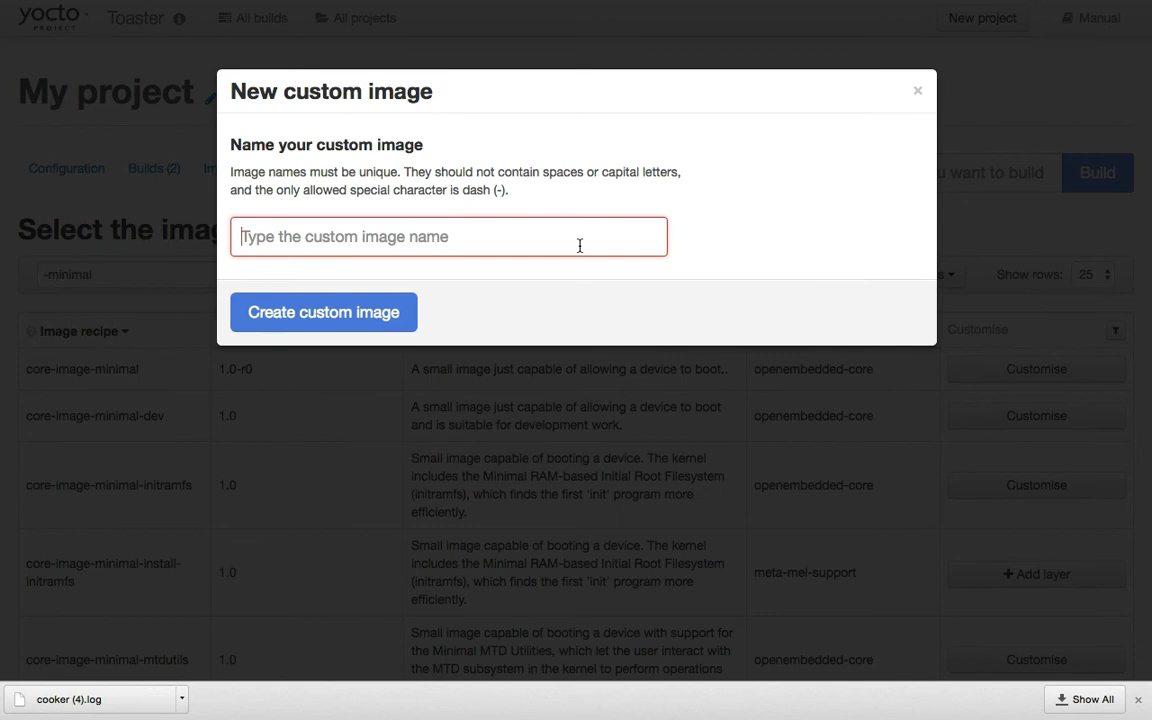 yocto
PROJECT
Toaster
All builds
All projects
New project
Manual
My project
New custom image
×
Name your custom image
Image names must be unique. They should not contain spaces or capital letters,
and the only allowed special character is dash (-).
Configuration
Builds (2)
u want to build
Build
Type the custom image name
Select the imag
Create custom image
-minimal
Show rows:
25
Image recipe
Customise
core-image-minimal
1.0-r0
A small image just capable of allowing a device to boot..
openembedded-core
Customise
core-image-minimal-dev
1.0
A small image just capable of allowing a device to boot
and is suitable for development work.
openembedded-core
Customise
core-image-minimal-initramfs
1.0
Small image capable of booting a device. The kernel
includes the Minimal RAM-based Initial Root Filesystem
(initramfs), which finds the first 'init' program more
efficiently.
openembedded-core
Customise
core-image-minimal-install-
initramfs
1.0
Small image capable of booting a device. The kernel
includes the Minimal RAM-based Initial Root Filesystem
(initramfs), which finds the first 'init' program more
efficiently.
meta-mel-support
+ Add layer
core-image-minimal-mtdutils
1.0
Small image capable of booting a device with support for
the Minimal MTD Utilities, which let the user interact with
the MTD subsystem in the kernel to perform operations
openembedded-core
Customise
cooker (4).log
Show All
×